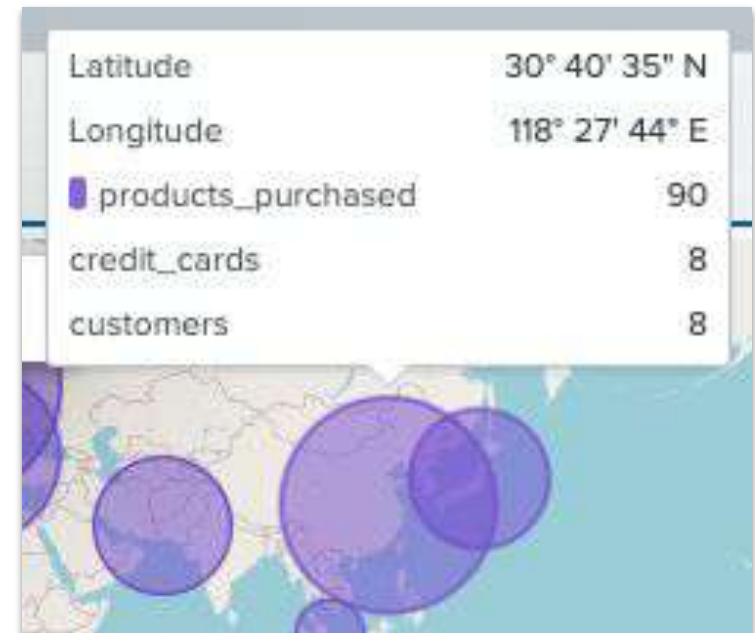 Latitude 30° 40' 35" N
Longitude 118° 27' 44" E
products_purchased 90
credit_cards 8
customers 8